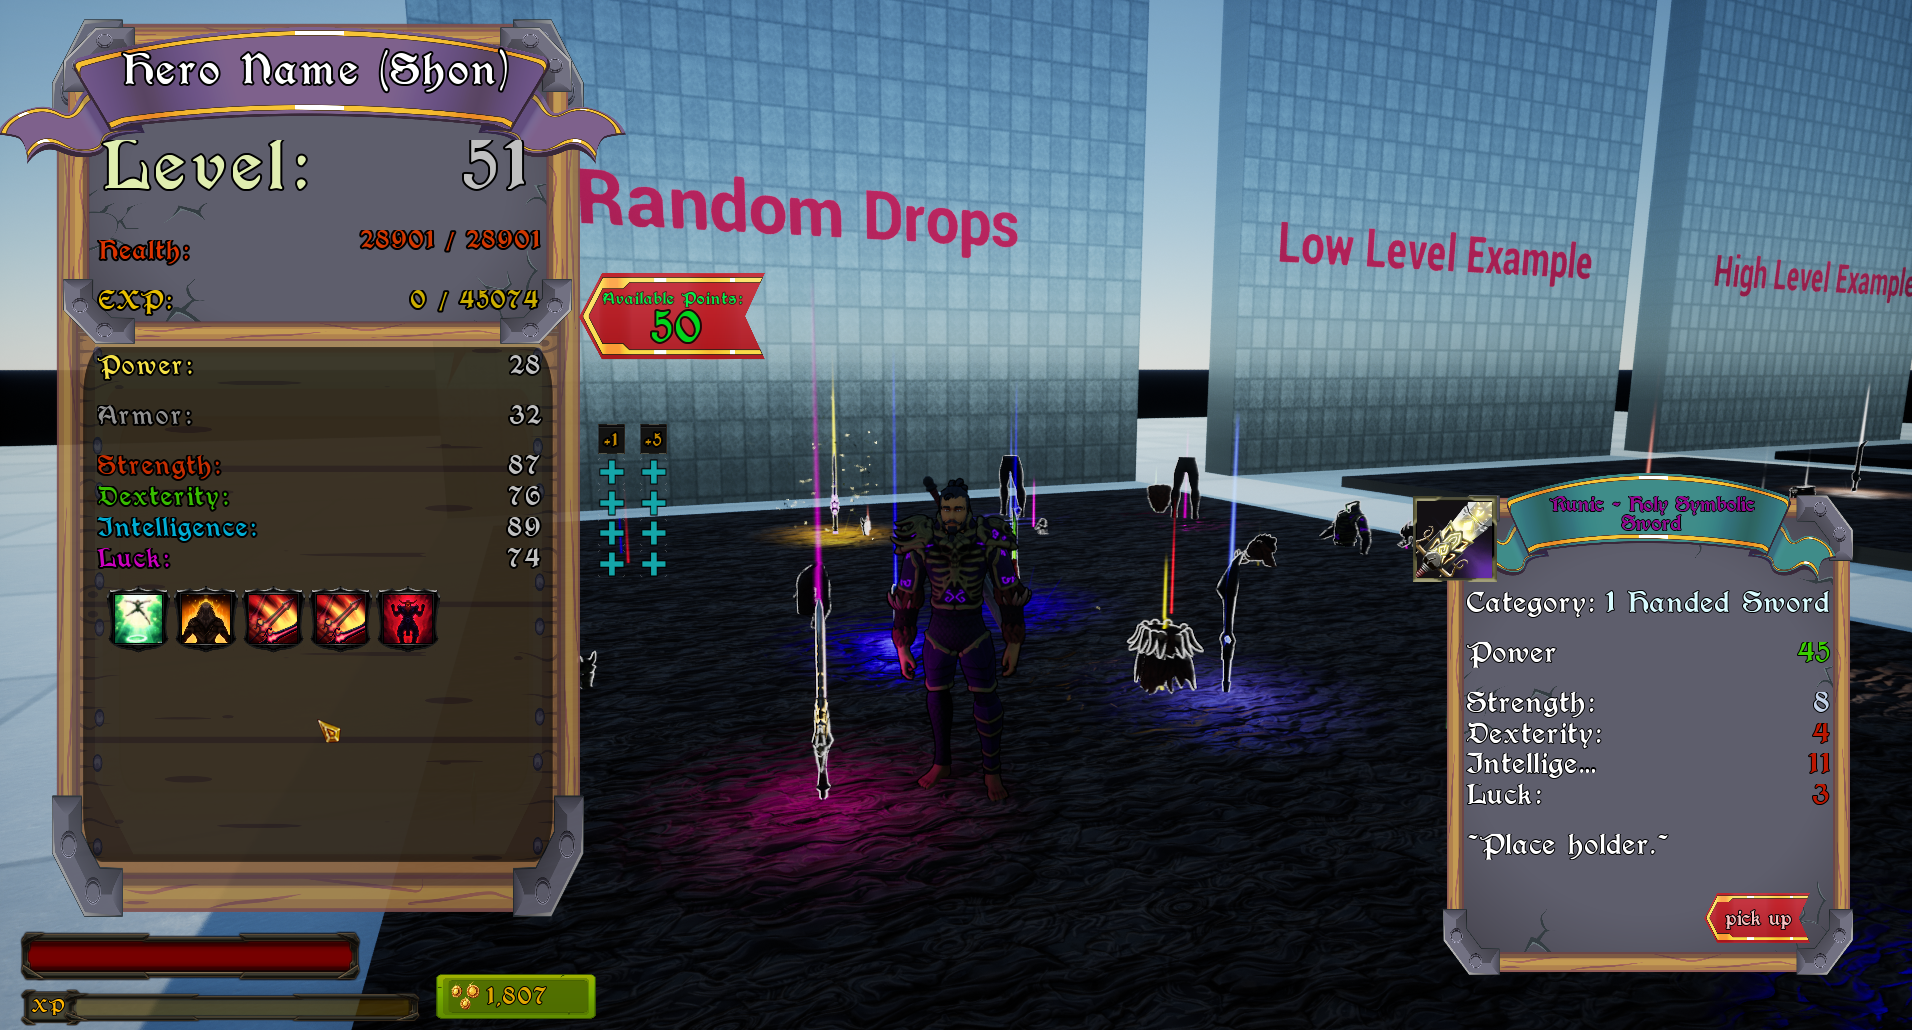 Hero Name (Shon)
Level: 51
Health: 28901 / 28901
EXP: 0 / 45074
Available Points:
50
Power: 28
Armor: 32
Strength: 87
Dexterity: 76
Intelligence: 89
Luck: 74
+1 +5
XP
1,807
Random Drops
Low Level Example
High Level Example
Runic - Holy Symbolic
Sword
Category: 1 Handed Sword
Power 45
Strength: 8
Dexterity: 4
Intellige... 11
Luck: 3
~Place holder.~
pick up